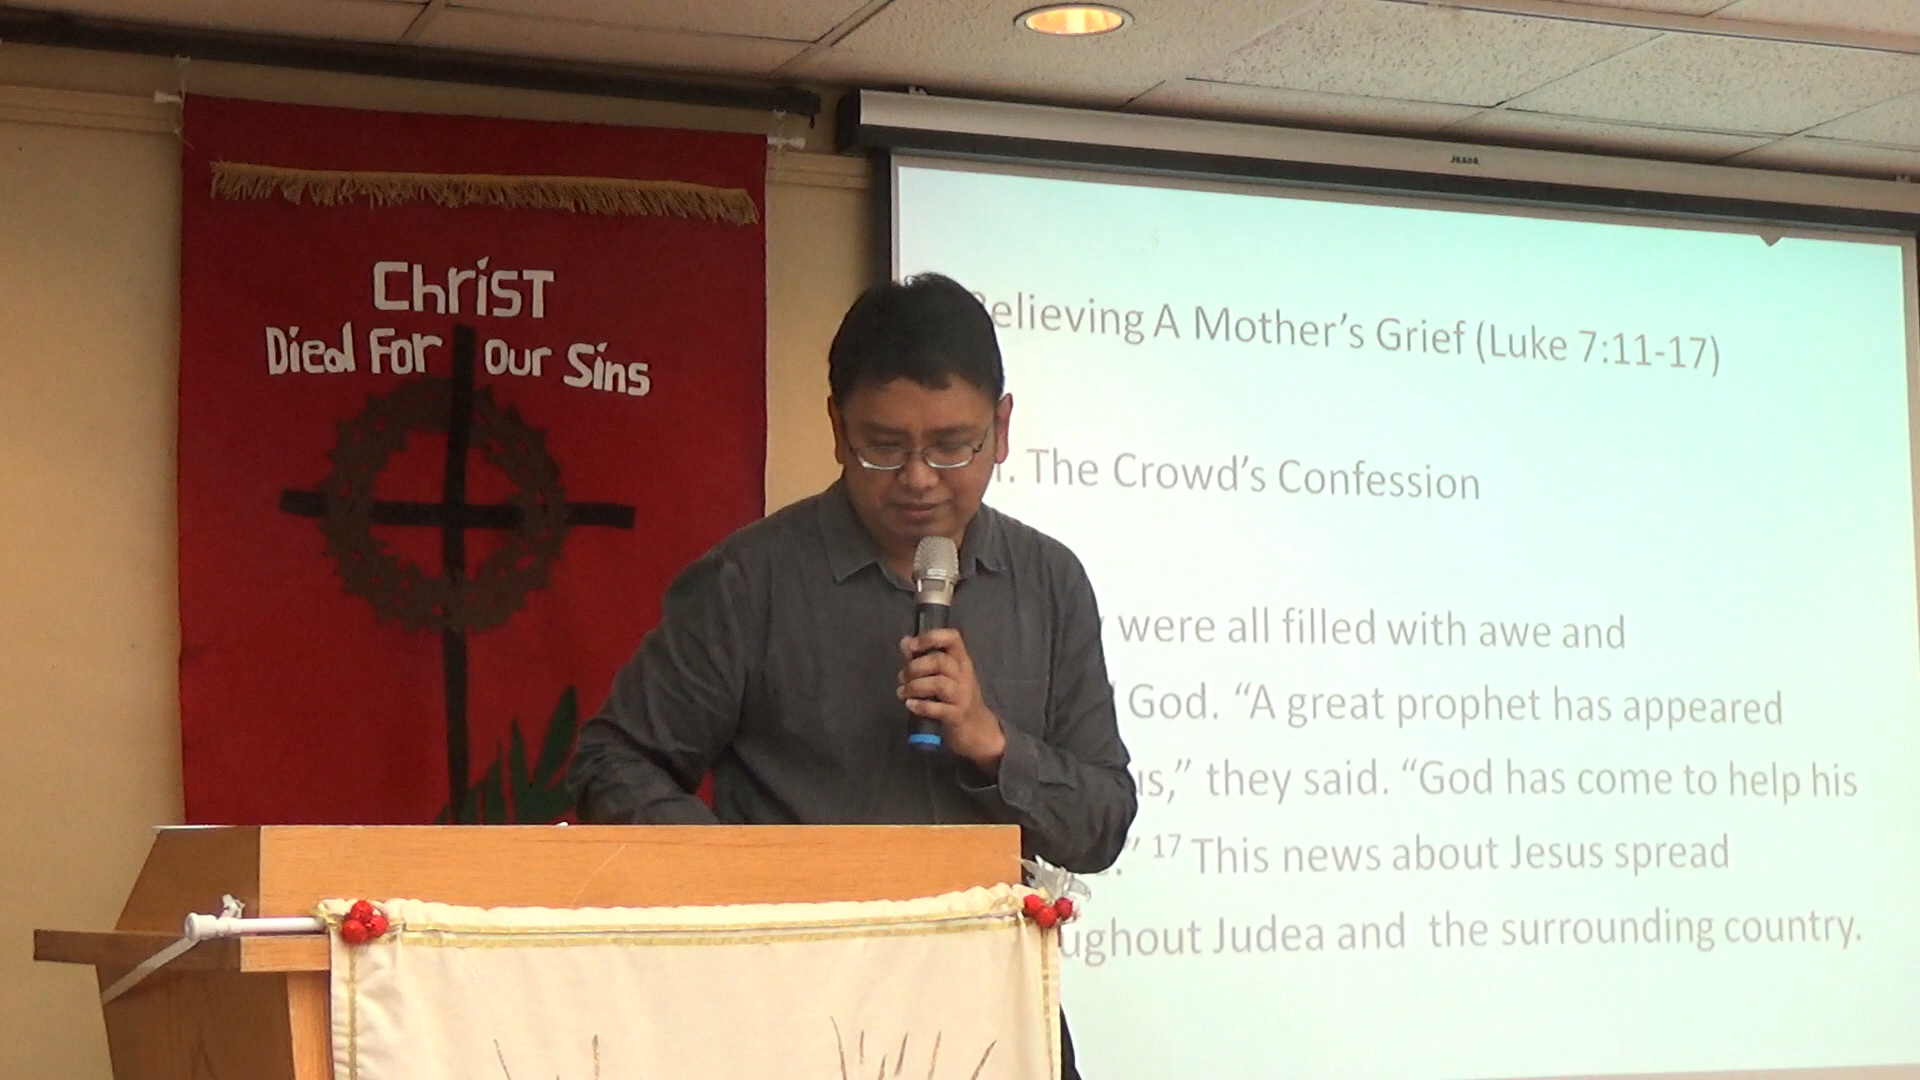 Christ
Died For our Sins
elieving A Mother's Grief (Luke 7:11-17)
. The Crowd's Confession
were all filled with awe and
God. “A great prophet has appeared
us,” they said. “God has come to help his
.” 17 This news about Jesus spread
ughout Judea and the surrounding country.